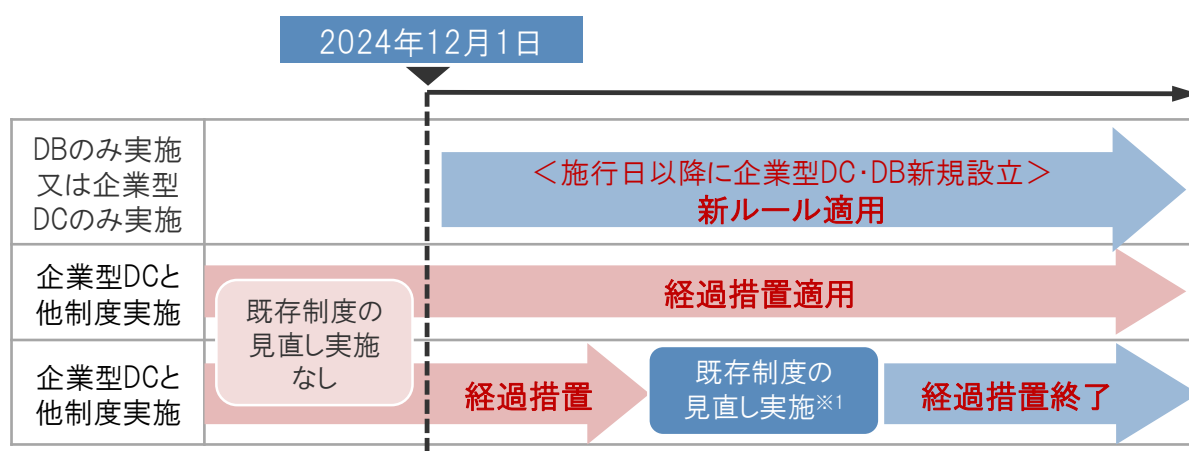 2024年12月1日
DBのみ実施
又は企業型
DCのみ実施
＜施行日以降に企業型DC・DB新規設立＞
新ルール適用
企業型DCと
他制度実施
既存制度の
見直し実施
なし
経過措置適用
企業型DCと
他制度実施
経過措置
既存制度の
見直し実施※1
経過措置終了